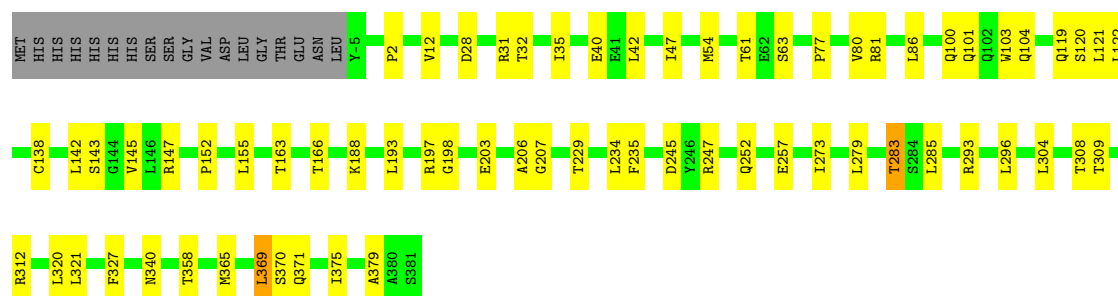 MET HIS HIS HIS HIS HIS HIS SER SER GLY VAL ASP LEU GLY THR GLU ASN LEU Y-5 P2 V12 D28 R31 T32 I35 E40 E41 L42 I47 M54 T61 E62 S63 P77 V80 R81 L86 Q100 Q101 Q102 W103 Q104 Q119 S120 L121 L122
C138 L142 S143 G144 V145 L146 R147 P152 L155 T163 T166 K188 L193 R197 G198 E203 A206 G207 T229 L234 F235 D245 Y246 R247 Q252 E257 I273 L279 T283 S284 L285 R293 L296 L304 T308 T309
R312 L320 L321 F327 N340 T358 M365 L369 S370 Q371 I375 A379 A380 S381